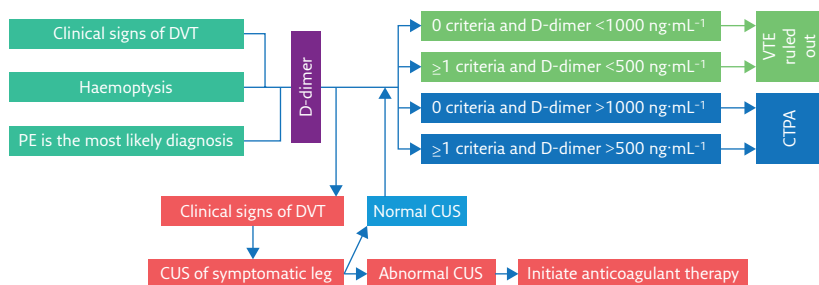 Clinical signs of DVT
Haemoptysis
PE is the most likely diagnosis
D-dimer
0 criteria and D-dimer <1000 ng·mL⁻¹
≥1 criteria and D-dimer <500 ng·mL⁻¹
0 criteria and D-dimer >1000 ng·mL⁻¹
≥1 criteria and D-dimer >500 ng·mL⁻¹
VTE
ruled
out
CTPA
Clinical signs of DVT
Normal CUS
CUS of symptomatic leg
Abnormal CUS
Initiate anticoagulant therapy